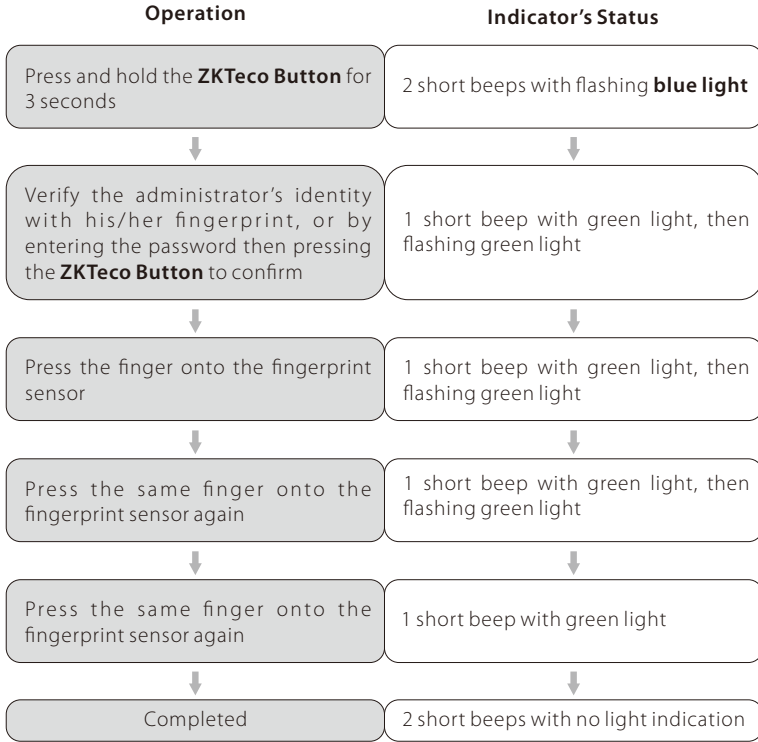 Operation
Indicator's Status
Press and hold the ZKTeco Button for
3 seconds
2 short beeps with flashing blue light
Verify the administrator's identity
with his/her fingerprint, or by
entering the password then pressing
the ZKTeco Button to confirm
1 short beep with green light, then
flashing green light
Press the finger onto the fingerprint
sensor
1 short beep with green light, then
flashing green light
Press the same finger onto the
fingerprint sensor again
1 short beep with green light, then
flashing green light
Press the same finger onto the
fingerprint sensor again
1 short beep with green light
Completed
2 short beeps with no light indication